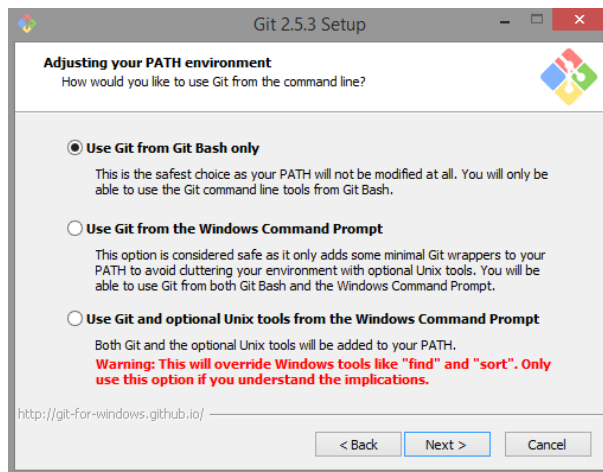 Git 2.5.3 Setup
Adjusting your PATH environment
How would you like to use Git from the command line?
Use Git from Git Bash only
This is the safest choice as your PATH will not be modified at all. You will only be
able to use the Git command line tools from Git Bash.
Use Git from the Windows Command Prompt
This option is considered safe as it only adds some minimal Git wrappers to your
PATH to avoid cluttering your environment with optional Unix tools. You will be
able to use Git from both Git Bash and the Windows Command Prompt.
Use Git and optional Unix tools from the Windows Command Prompt
Both Git and the optional Unix tools will be added to your PATH.
Warning: This will override Windows tools like "find" and "sort". Only
use this option if you understand the implications.
http://git-for-windows.github.io/
< Back Next > Cancel